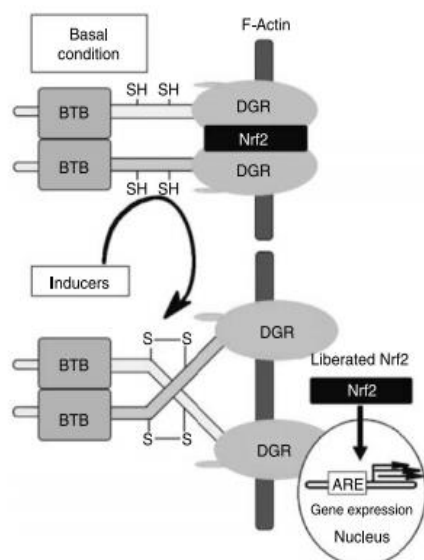 Basal
condition
F-Actin
SH SH
BTB
DGR
Nrf2
BTB
DGR
SH SH
Inducers
S S
DGR
BTB
Liberated Nrf2
Nrf2
BTB
S S
DGR
ARE
Gene expression
Nucleus